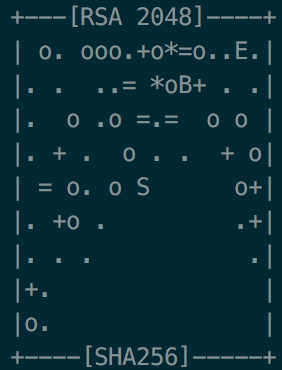 +---[RSA 2048]----+
| o. ooo.+o*=o..E.|
|. .  ..= *oB+ . .|
|.  o .o =.=  o o |
|. + .  o . .  + o|
| = o. o S      o+|
|. +o .         .+|
|. . .           .|
|+.               |
|o.               |
+----[SHA256]-----+